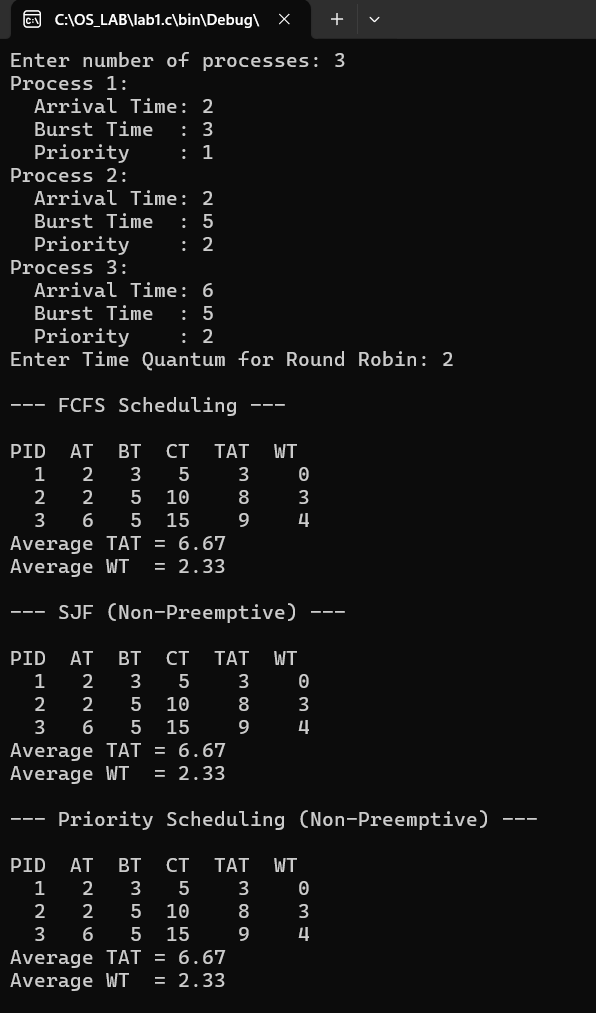 C:\OS_LAB\lab1.c\bin\Debug\
Enter number of processes: 3
Process 1:
  Arrival Time: 2
  Burst Time  : 3
  Priority    : 1
Process 2:
  Arrival Time: 2
  Burst Time  : 5
  Priority    : 2
Process 3:
  Arrival Time: 6
  Burst Time  : 5
  Priority    : 2
Enter Time Quantum for Round Robin: 2
--- FCFS Scheduling ---
PID  AT  BT  CT  TAT  WT
  1   2   3   5    3    0
  2   2   5  10    8    3
  3   6   5  15    9    4
Average TAT = 6.67
Average WT  = 2.33
--- SJF (Non-Preemptive) ---
PID  AT  BT  CT  TAT  WT
  1   2   3   5    3    0
  2   2   5  10    8    3
  3   6   5  15    9    4
Average TAT = 6.67
Average WT  = 2.33
--- Priority Scheduling (Non-Preemptive) ---
PID  AT  BT  CT  TAT  WT
  1   2   3   5    3    0
  2   2   5  10    8    3
  3   6   5  15    9    4
Average TAT = 6.67
Average WT  = 2.33